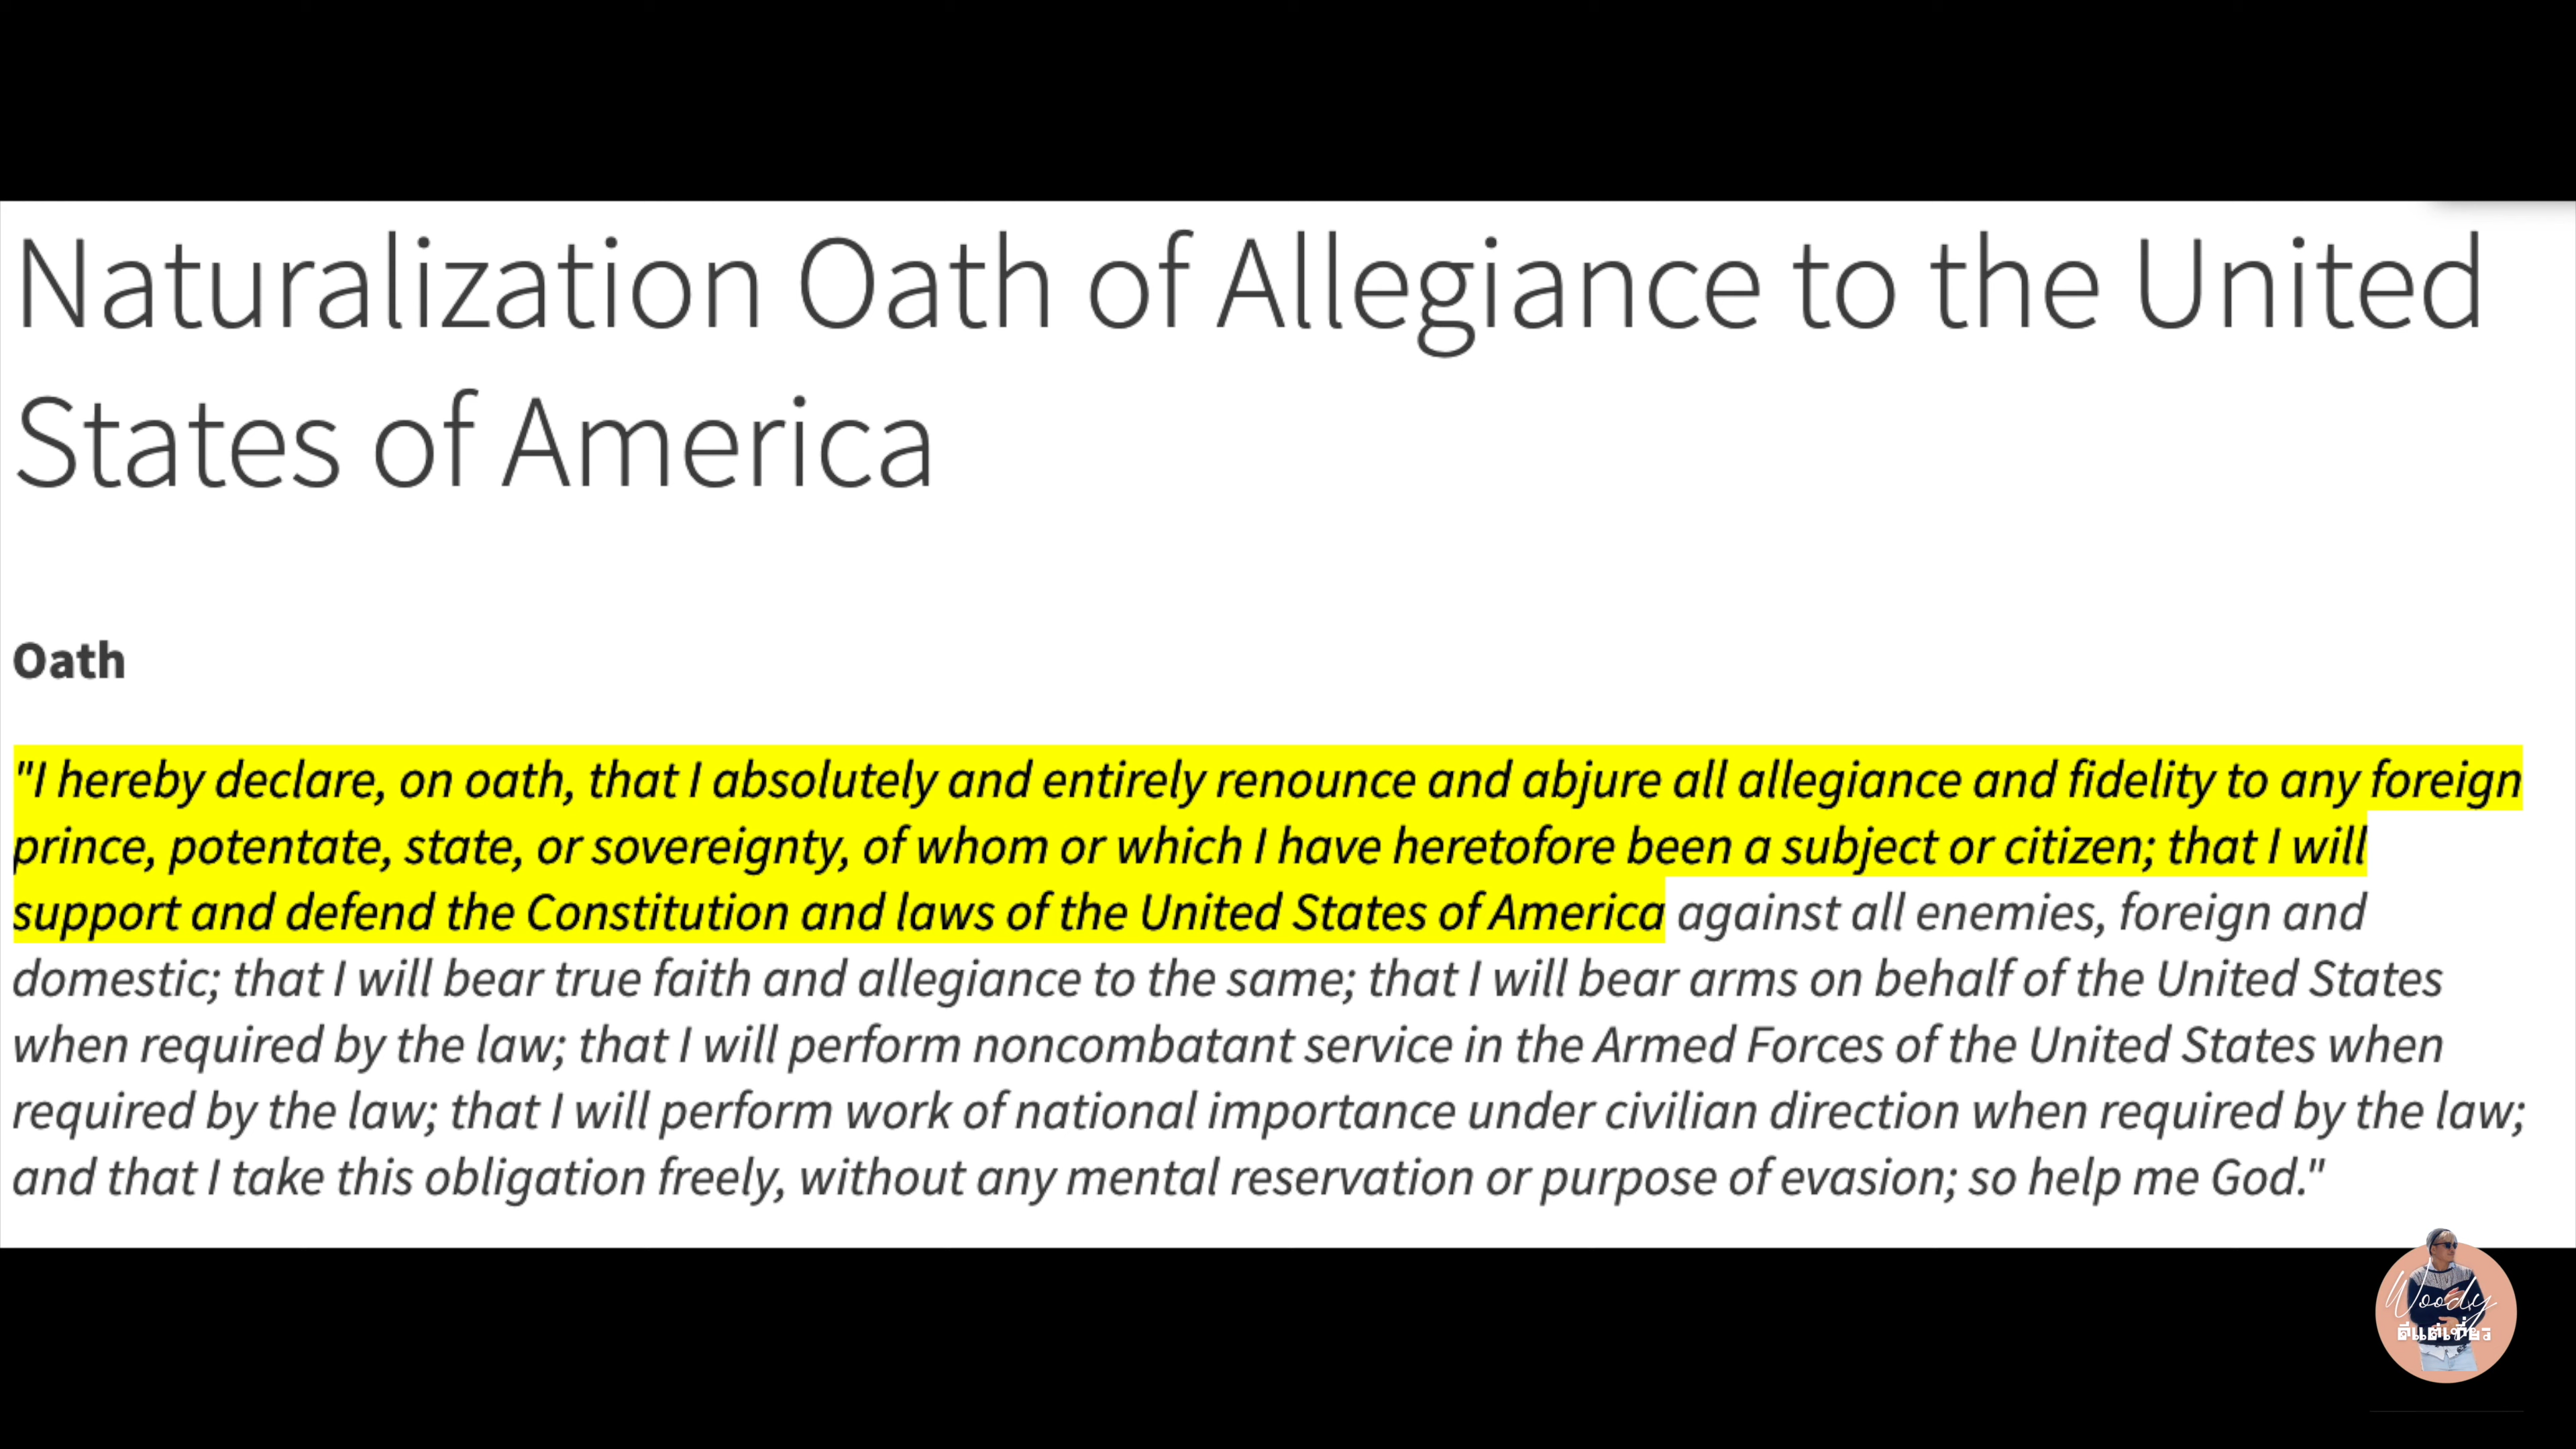 Naturalization Oath of Allegiance to the United
States of America
Oath
"I hereby declare, on oath, that I absolutely and entirely renounce and abjure all allegiance and fidelity to any foreign
prince, potentate, state, or sovereignty, of whom or which I have heretofore been a subject or citizen; that I will
support and defend the Constitution and laws of the United States of America against all enemies, foreign and
domestic; that I will bear true faith and allegiance to the same; that I will bear arms on behalf of the United States
when required by the law; that I will perform noncombatant service in the Armed Forces of the United States when
required by the law; that I will perform work of national importance under civilian direction when required by the law;
and that I take this obligation freely, without any mental reservation or purpose of evasion; so help me God."
Woody
ดีแต่เที่ยว